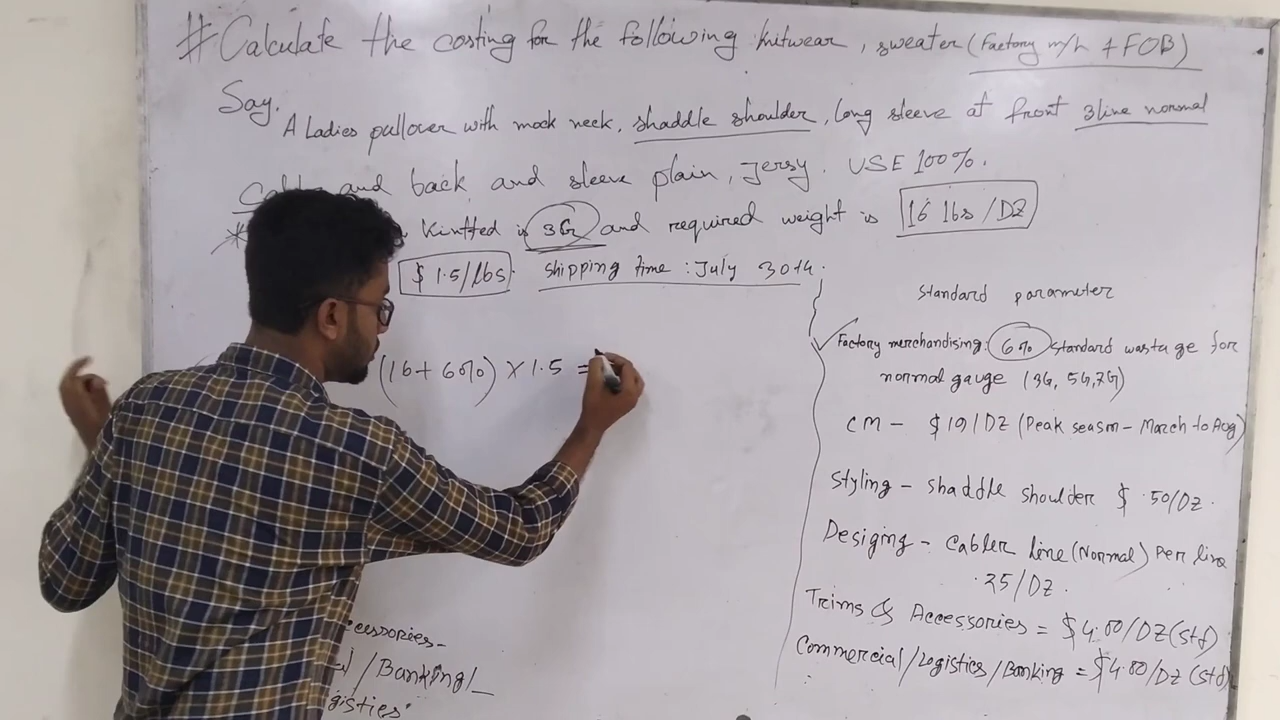 #Calculate the costing for the following knitwear, sweater (Factory m/h + FOB)
Say.
A Ladies pullover with mock neck, shaddle shoulder, long sleeve at front 3line normal
and back and sleeve plain, Jersy. USE 100%.
* Kintted is 3G and required weight is 16 lbs/DZ
$ 1.5/Lbs. shipping time : July 3014.
(16 + 6%) × 1.5 =
ccessories-
/Banking/_
gistics'
standard parameter
✓ Factory merchandising: 6% standard wastage for
normal gauge (3G, 5G, 7G)
CM - $ 19/DZ (Peak season - March to Aug)
Styling - shaddle shoulder $ .50/DZ.
Desiging - Cabler line (Normal) Per line
.25/DZ.
Trims & Accessories = $4.00/DZ (std)
Commercial/Logistics/Banking = $4.80/DZ (std)